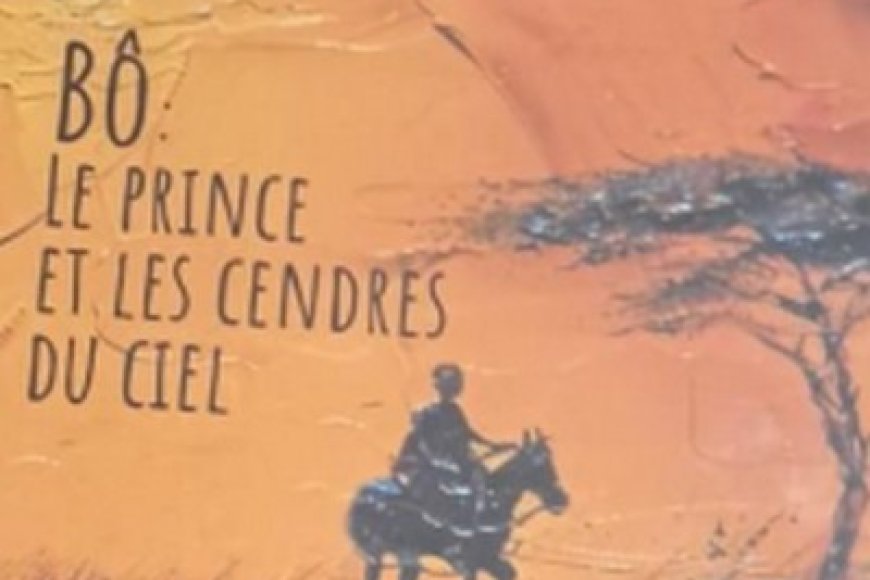 BÔ:
LE PRINCE
ET LES CENDRES
DU CIEL